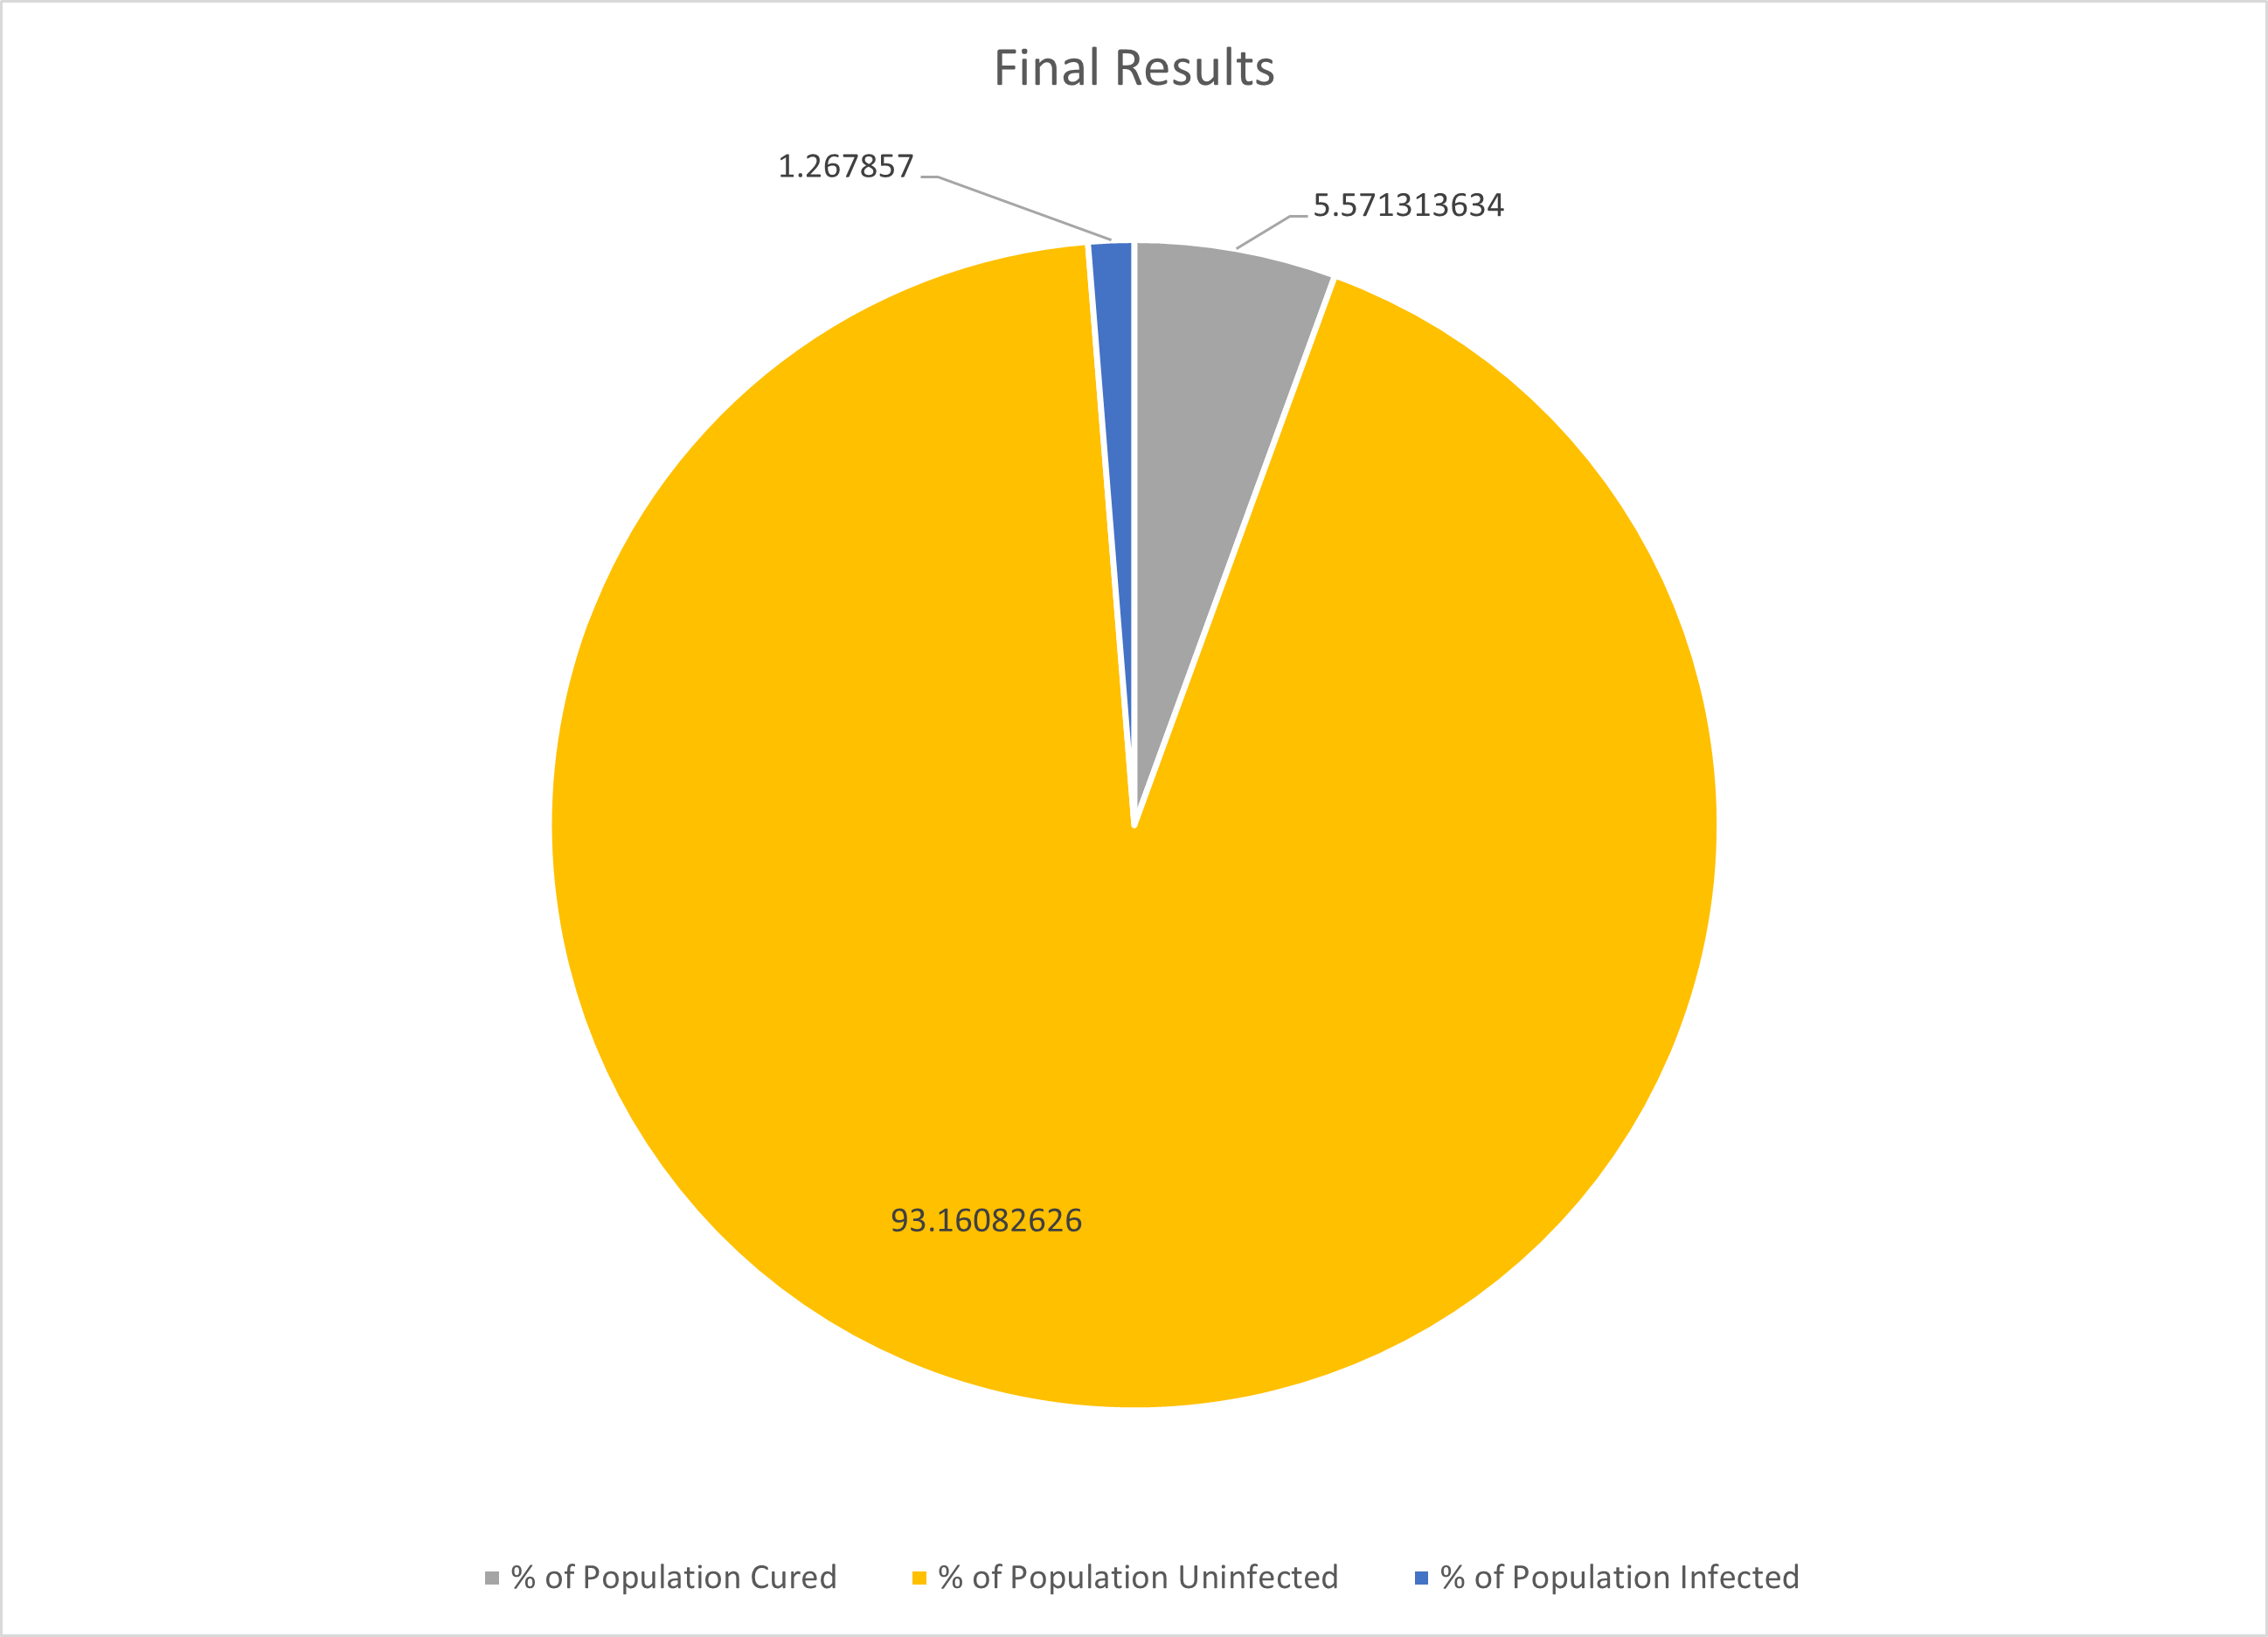 Final Results
1.267857
5.571313634
93.16082626
% of Population Cured
% of Population Uninfected
% of Population Infected